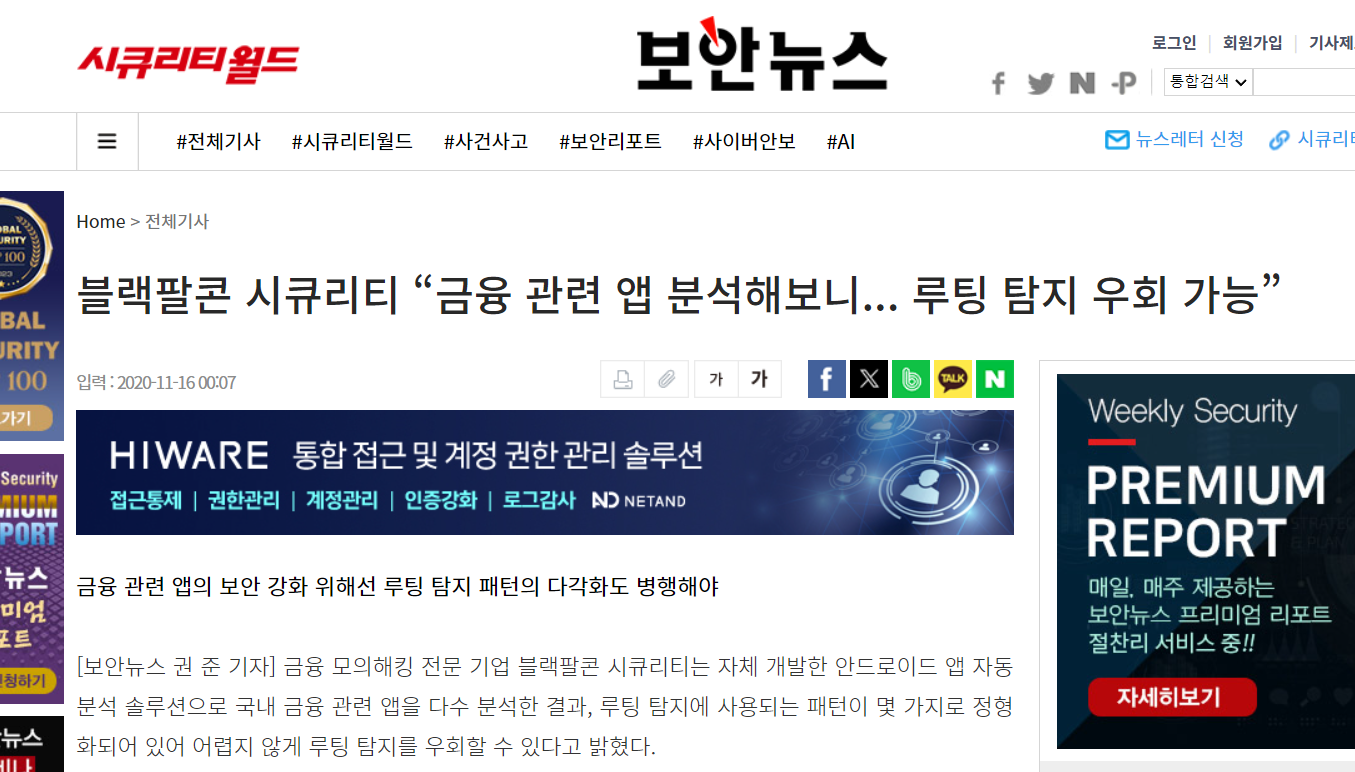 시큐리티월드
보안뉴스
로그인 | 회원가입 | 기사제
통합검색
#전체기사 #시큐리티월드 #사건사고 #보안리포트 #사이버안보 #AI
뉴스레터 신청 시큐리
Home > 전체기사
블랙팔콘 시큐리티 “금융 관련 앱 분석해보니... 루팅 탐지 우회 가능”
입력 : 2020-11-16 00:07
가 가
TALK
HIWARE 통합 접근 및 계정 권한 관리 솔루션
접근통제 | 권한관리 | 계정관리 | 인증강화 | 로그감사 NETAND
금융 관련 앱의 보안 강화 위해선 루팅 탐지 패턴의 다각화도 병행해야
[보안뉴스 권 준 기자] 금융 모의해킹 전문 기업 블랙팔콘 시큐리티는 자체 개발한 안드로이드 앱 자동
분석 솔루션으로 국내 금융 관련 앱을 다수 분석한 결과, 루팅 탐지에 사용되는 패턴이 몇 가지로 정형
화되어 있어 어렵지 않게 루팅 탐지를 우회할 수 있다고 밝혔다.
Weekly Security
PREMIUM
REPORT
매일, 매주 제공하는
보안뉴스 프리미엄 리포트
절찬리 서비스 중!!
자세히보기
BAL
URITY
100
가기
Security
MIUM
PORT
뉴스
미엄
포트
신청하기
뉴스